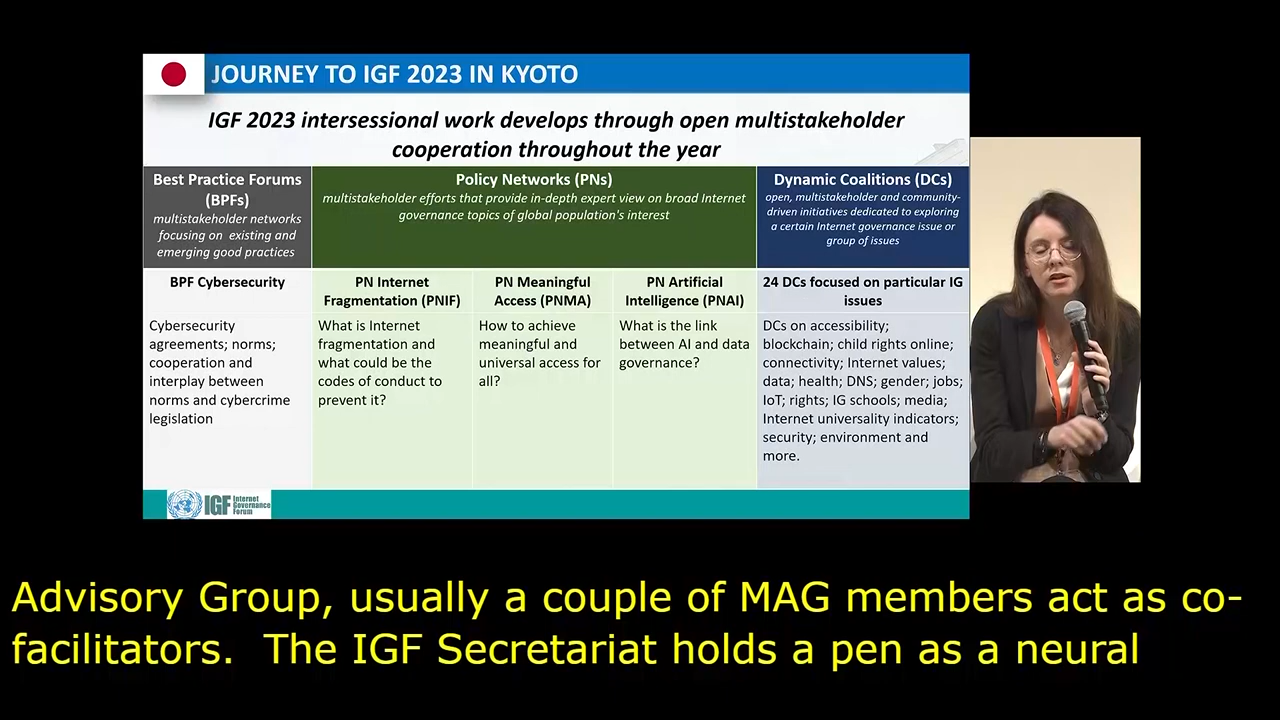 JOURNEY TO IGF 2023 IN KYOTO
IGF 2023 intersessional work develops through open multistakeholder
cooperation throughout the year
Best Practice Forums
(BPFs)
multistakeholder networks
focusing on existing and
emerging good practices
Policy Networks (PNs)
multistakeholder efforts that provide in-depth expert view on broad Internet
governance topics of global population's interest
Dynamic Coalitions (DCs)
open, multistakeholder and community-
driven initiatives dedicated to exploring
a certain Internet governance issue or
group of issues
BPF Cybersecurity
PN Internet
Fragmentation (PNIF)
PN Meaningful
Access (PNMA)
PN Artificial
Intelligence (PNAI)
24 DCs focused on particular IG
issues
Cybersecurity
agreements; norms;
cooperation and
interplay between
norms and cybercrime
legislation
What is Internet
fragmentation and
what could be the
codes of conduct to
prevent it?
How to achieve
meaningful and
universal access for
all?
What is the link
between AI and data
governance?
DCs on accessibility;
blockchain; child rights online;
connectivity; Internet values;
data; health; DNS; gender; jobs;
IoT; rights; IG schools; media;
Internet universality indicators;
security; environment and
more.
IGF
Internet
Governance
Forum
Advisory Group, usually a couple of MAG members act as co-
facilitators.  The IGF Secretariat holds a pen as a neural